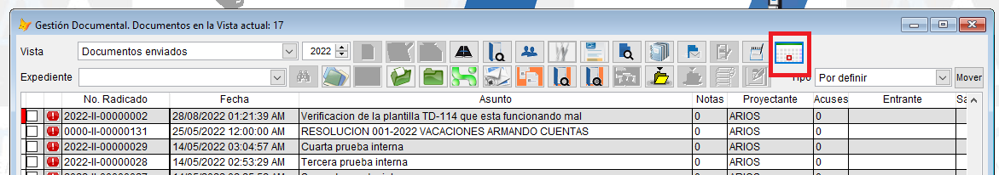 Gestión Documental. Documentos en la Vista actual: 17
Vista Documentos enviados 2022
Expediente Tipo Por definir Mover
No. Radicado Fecha Asunto Notas Proyectante Acuses Entrante Sa
2022-II-00000002 28/08/2022 01:21:39 AM Verificacion de la plantilla TD-114 que esta funcionando mal 0 ARIOS 0
0000-II-00000131 25/05/2022 12:00:00 AM RESOLUCION 001-2022 VACACIONES ARMANDO CUENTAS 0 ARIOS 0
2022-II-00000029 14/05/2022 03:04:57 AM Cuarta prueba interna 0 ARIOS 0
2022-II-00000028 14/05/2022 02:53:29 AM Tercera prueba interna 0 ARIOS 0